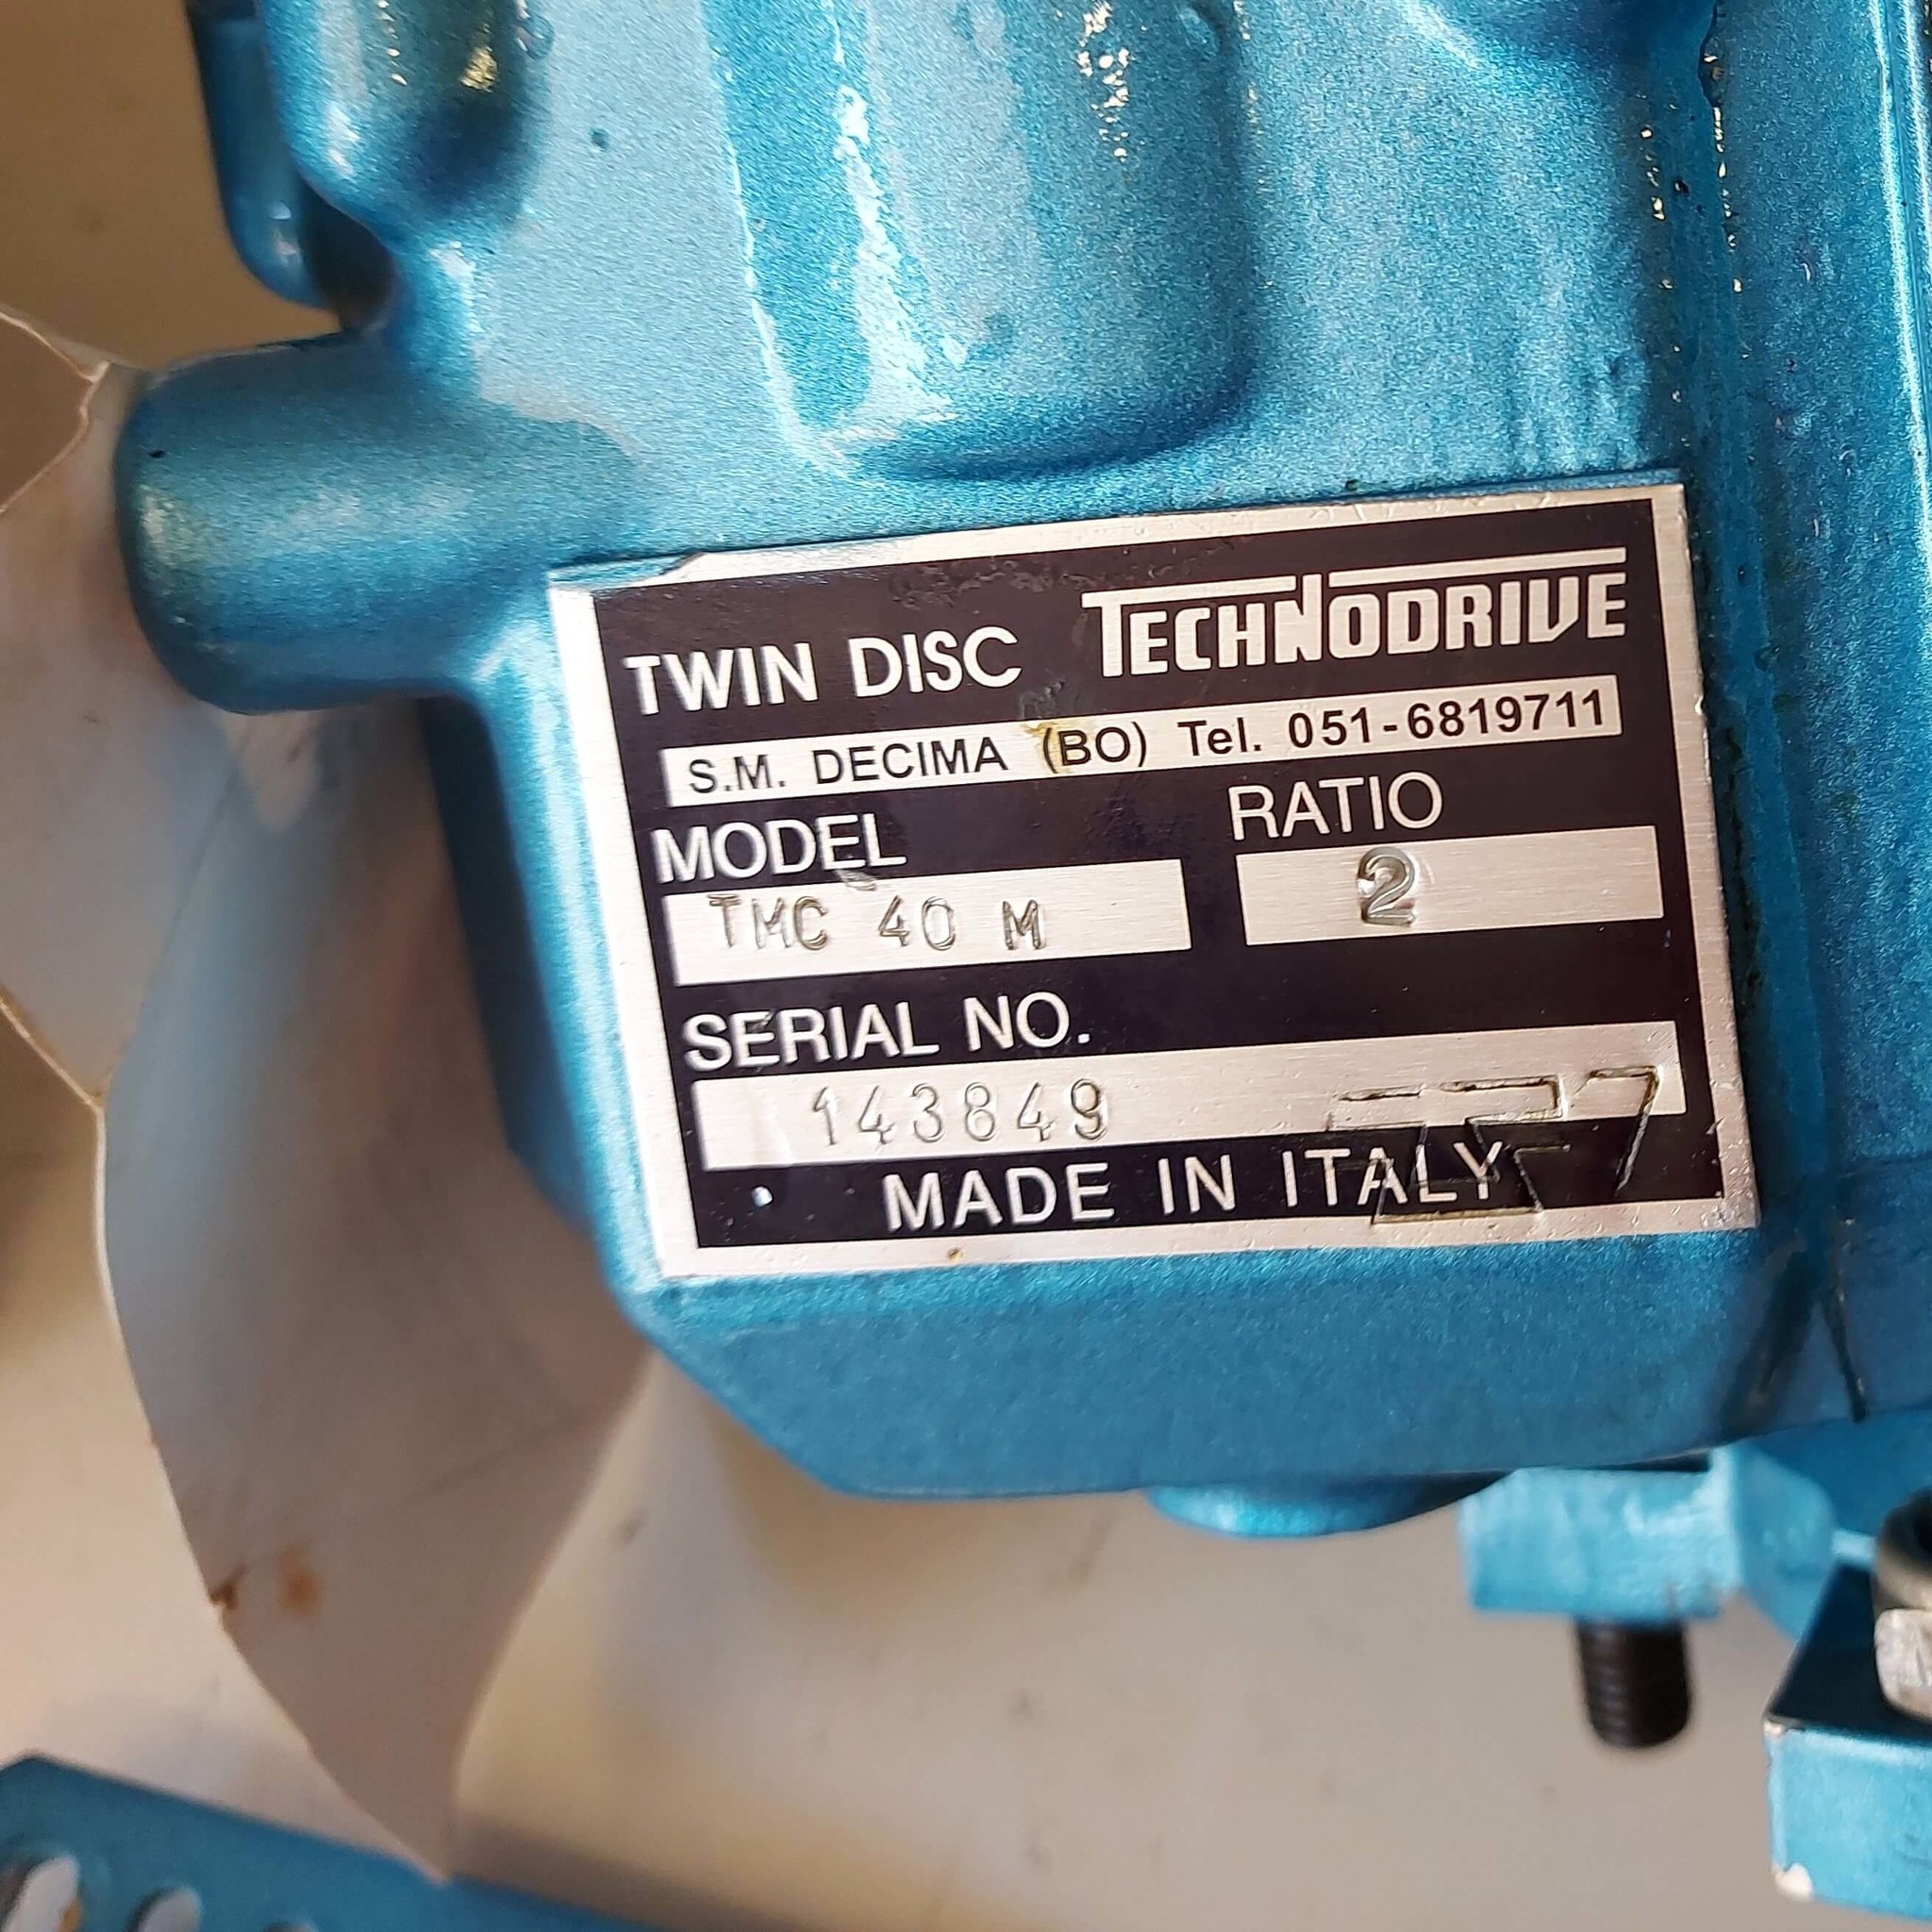 TWIN DISC TECHNODRIVE
S.M. DECIMA (BO) Tel. 051-6819711
MODEL RATIO
TMC 40 M 2
SERIAL NO.
143849
MADE IN ITALY